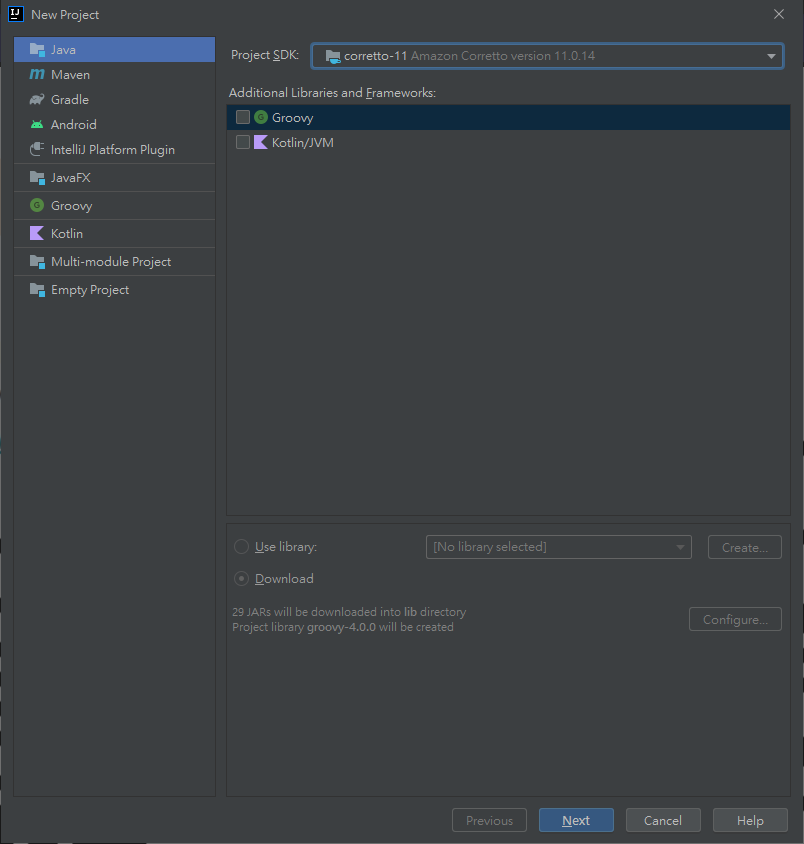 New Project
Java
Maven
Gradle
Android
IntelliJ Platform Plugin
JavaFX
Groovy
Kotlin
Multi-module Project
Empty Project
Project SDK: corretto-11 Amazon Corretto version 11.0.14
Additional Libraries and Frameworks:
Groovy
Kotlin/JVM
Use library: [No library selected] Create...
Download
29 JARs will be downloaded into lib directory
Project library groovy-4.0.0 will be created
Configure...
Previous Next Cancel Help